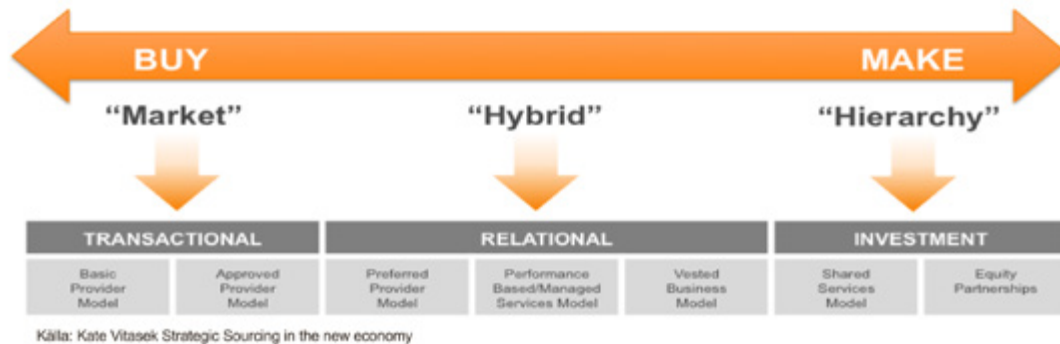 BUY MAKE
“Market” “Hybrid” “Hierarchy”
TRANSACTIONAL RELATIONAL INVESTMENT
Basic
Provider
Model
Approved
Provider
Model
Preferred
Provider
Model
Performance
Based/Managed
Services Model
Vested
Business
Model
Shared
Services
Model
Equity
Partnerships
Källa: Kate Vitasek Strategic Sourcing in the new economy